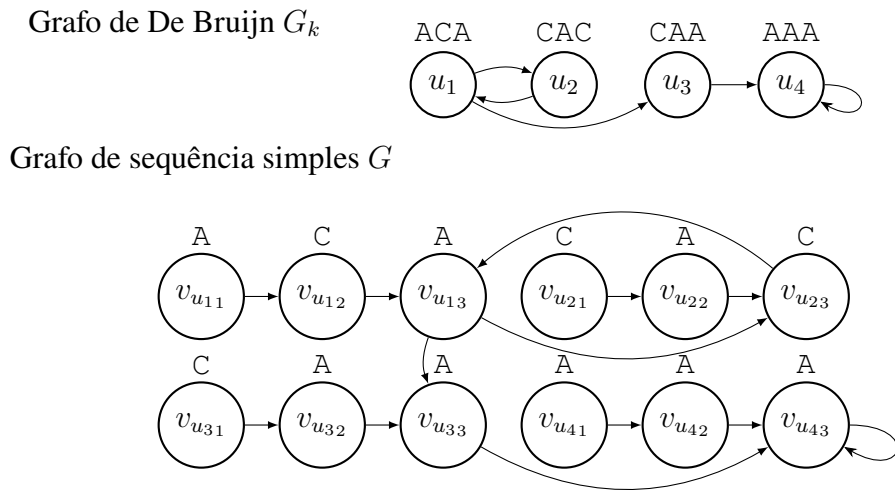 Grafo de De Bruijn G_k
ACA CAC CAA AAA
u_1 u_2 u_3 u_4
Grafo de sequência simples G
A C A C A C
v_{u_{11}} v_{u_{12}} v_{u_{13}} v_{u_{21}} v_{u_{22}} v_{u_{23}}
C A A A A A
v_{u_{31}} v_{u_{32}} v_{u_{33}} v_{u_{41}} v_{u_{42}} v_{u_{43}}